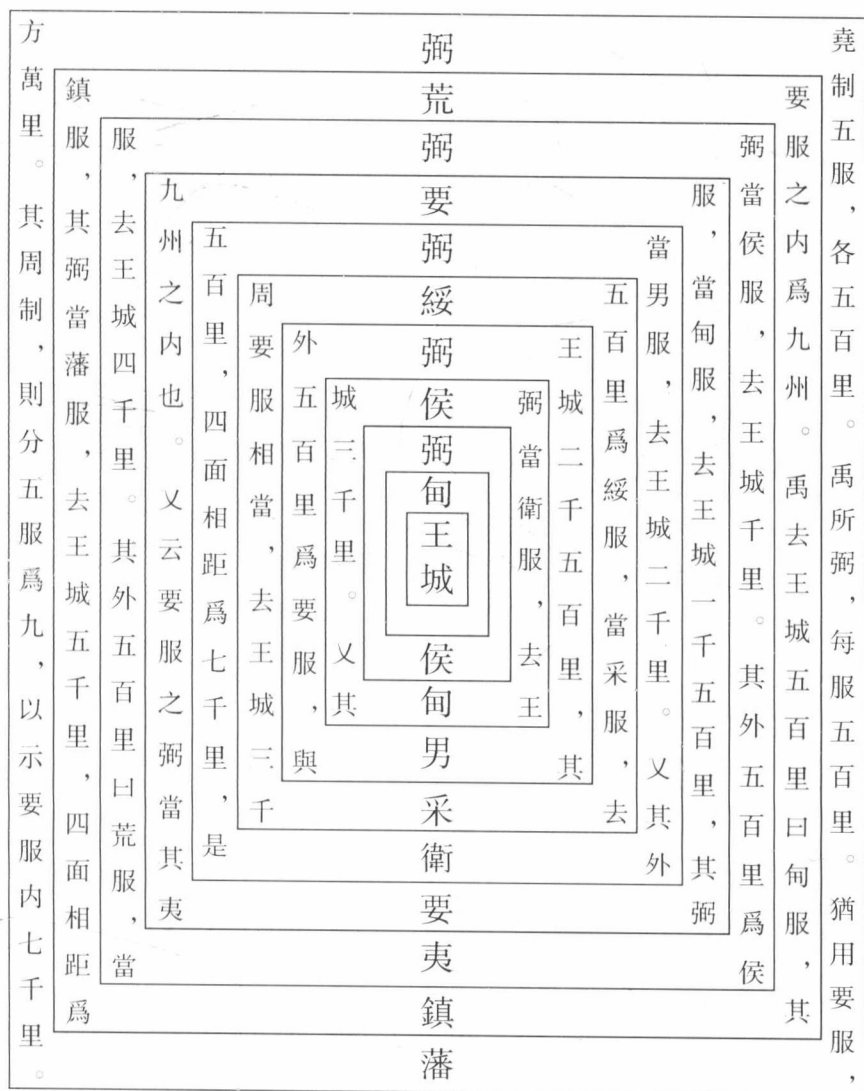 堯制五服，各五百里。禹所弼，每服五百里。猶用要服，
要服之内爲九州。禹去王城五百里曰甸服，其
弼當侯服，去王城千里。其外五百里爲侯
服，當甸服，去王城一千五百里，其弼
當男服，去王城二千里。又其外
五百里爲綏服，當采服，去
王城二千五百里，其
弼當衛服，去王
弼荒弼要弼綏弼侯弼甸王城侯甸男采衛要夷鎮藩
城三千里。又其
外五百里爲要服，與
周要服相當，去王城三千
五百里，四面相距爲七千里，是
九州之内也。又云要服之弼當其夷
服，去王城四千里。其外五百里曰荒服，當
鎮服，其弼當藩服，去王城五千里，四面相距爲
方萬里。其周制，則分五服爲九，以示要服内七千里。